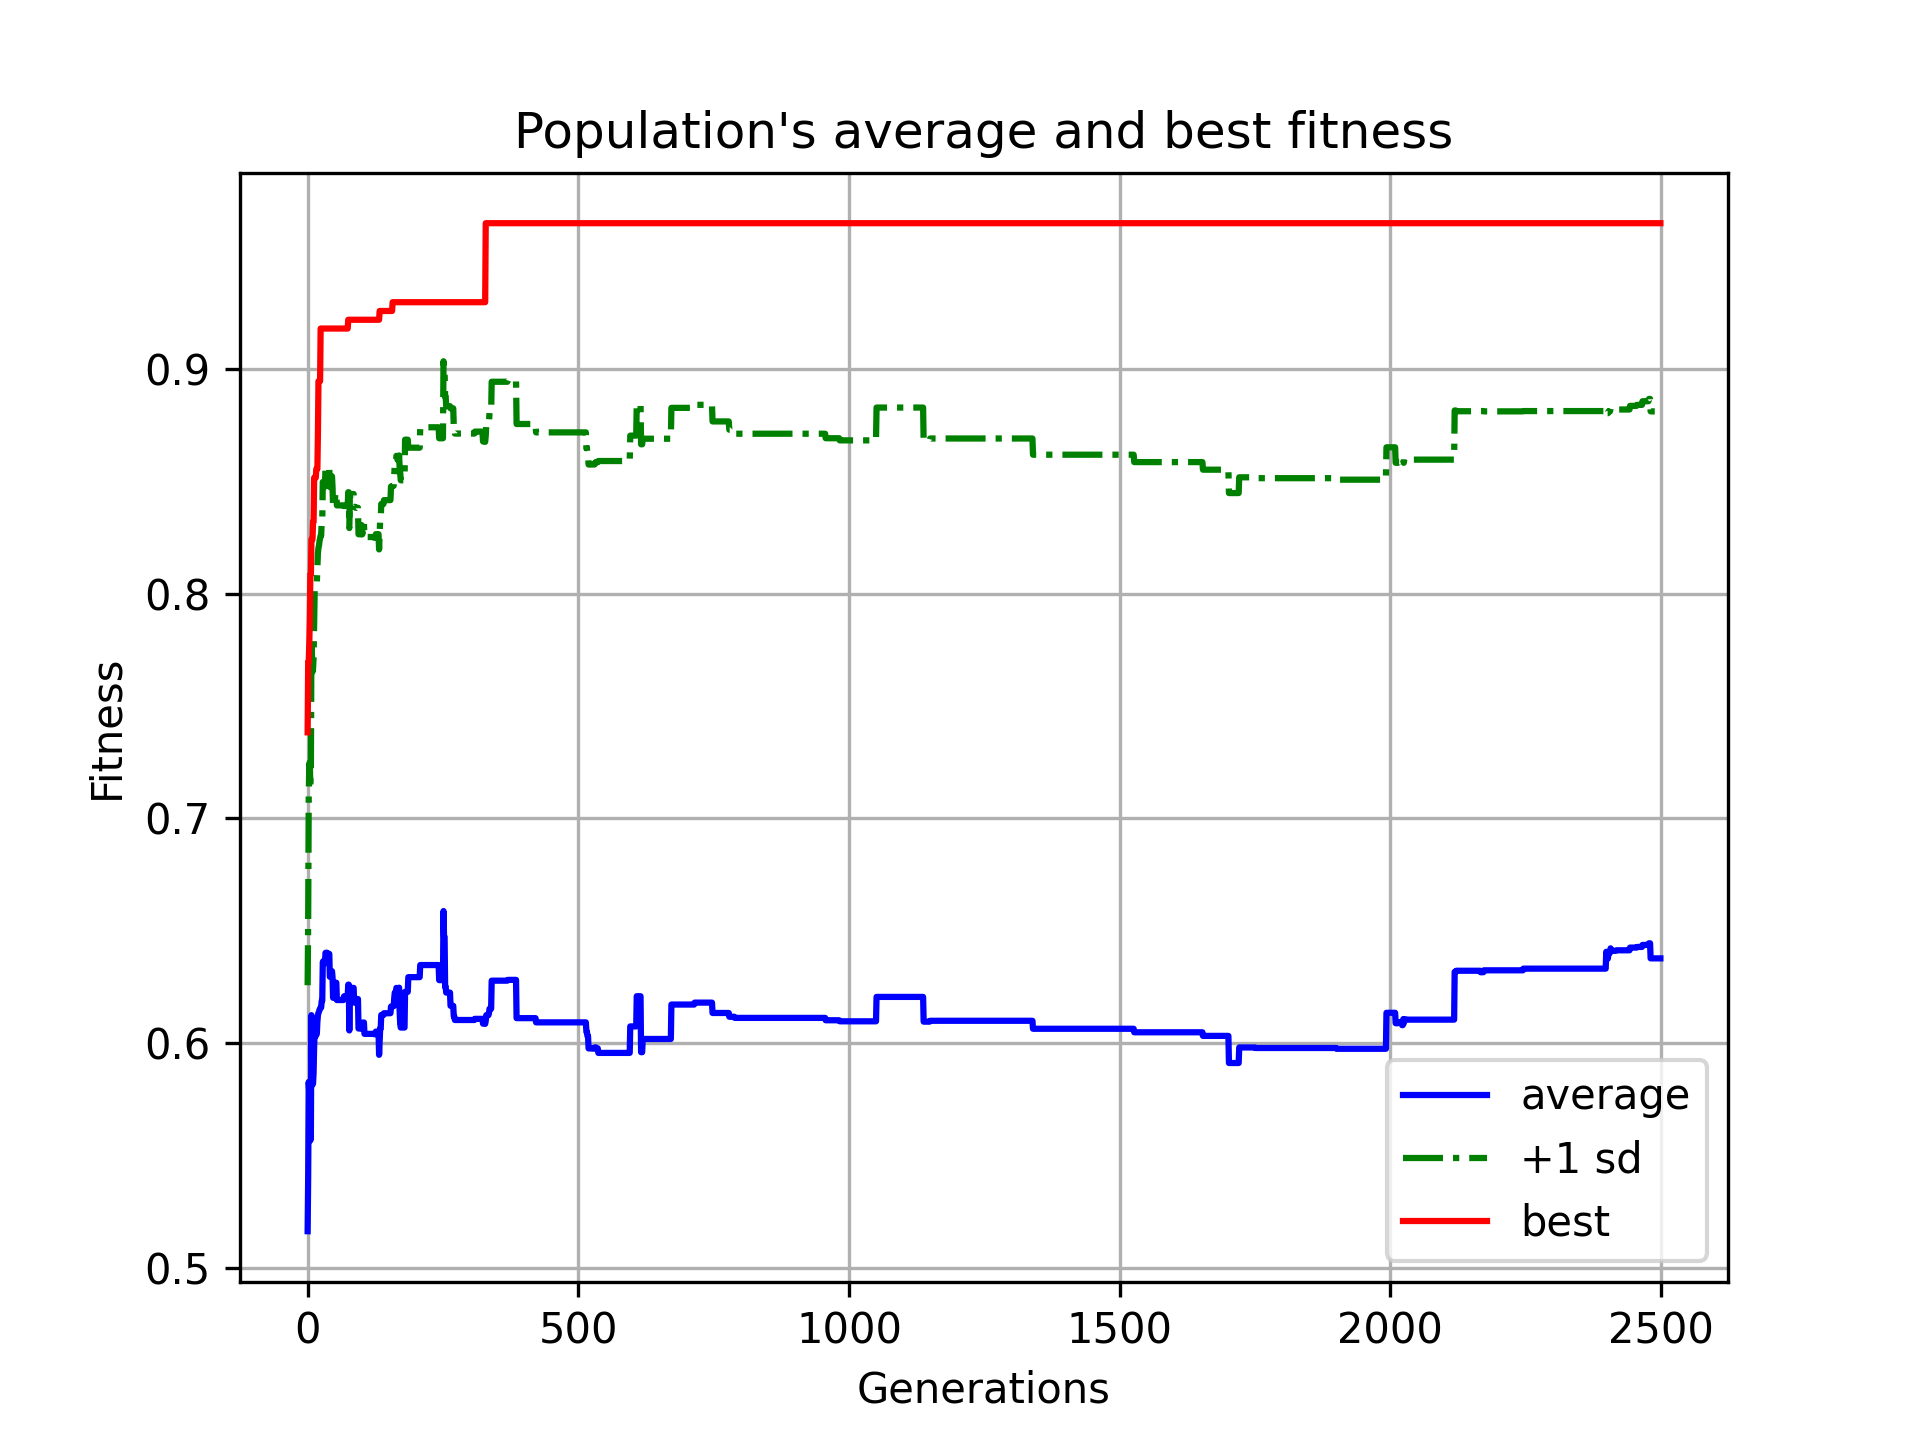 Population's average and best fitness
Fitness
0.9
0.8
0.7
0.6
0.5
0 500 1000 1500 2000 2500
Generations
average
+1 sd
best